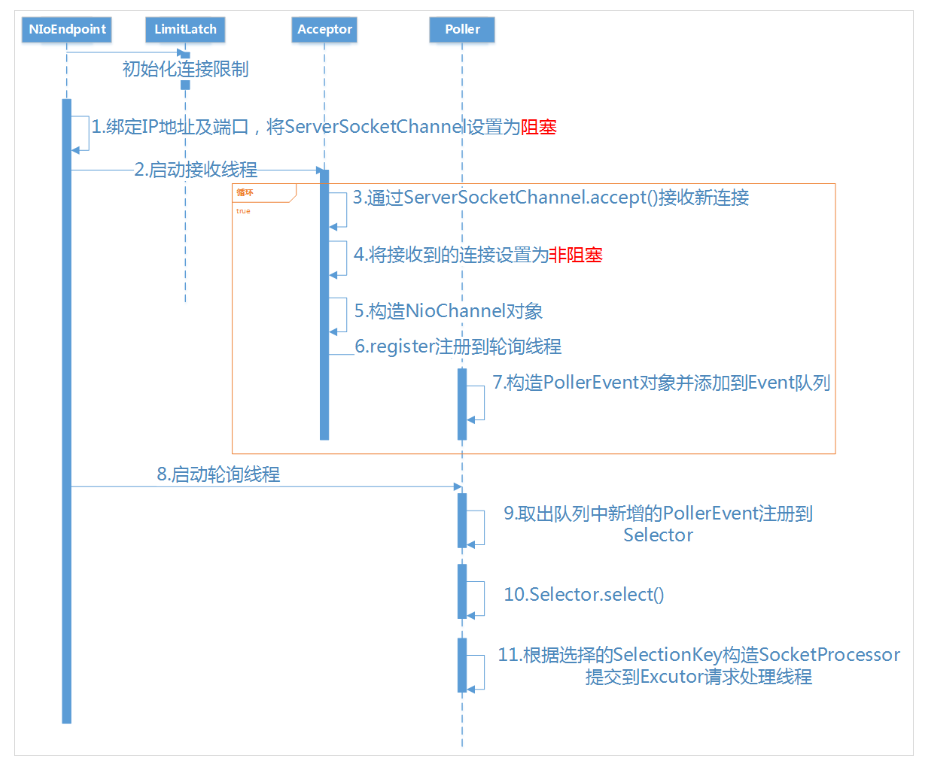 NIoEndpoint
LimitLatch
Acceptor
Poller
初始化连接限制
1.绑定IP地址及端口，将ServerSocketChannel设置为阻塞
2.启动接收线程
循环
true
3.通过ServerSocketChannel.accept()接收新连接
4.将接收到的连接设置为非阻塞
5.构造NioChannel对象
6.register注册到轮询线程
7.构造PollerEvent对象并添加到Event队列
8.启动轮询线程
9.取出队列中新增的PollerEvent注册到
Selector
10.Selector.select()
11.根据选择的SelectionKey构造SocketProcessor
提交到Excutor请求处理线程